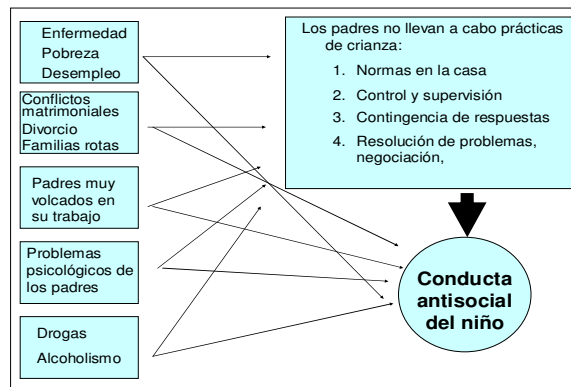 Enfermedad
Pobreza
Desempleo
Conflictos
matrimoniales
Divorcio
Familias rotas
Padres muy
volcados en
su trabajo
Problemas
psicológicos de
los padres
Drogas
Alcoholismo
Los padres no llevan a cabo prácticas
de crianza:
1. Normas en la casa
2. Control y supervisión
3. Contingencia de respuestas
4. Resolución de problemas,
negociación,
Conducta
antisocial
del niño